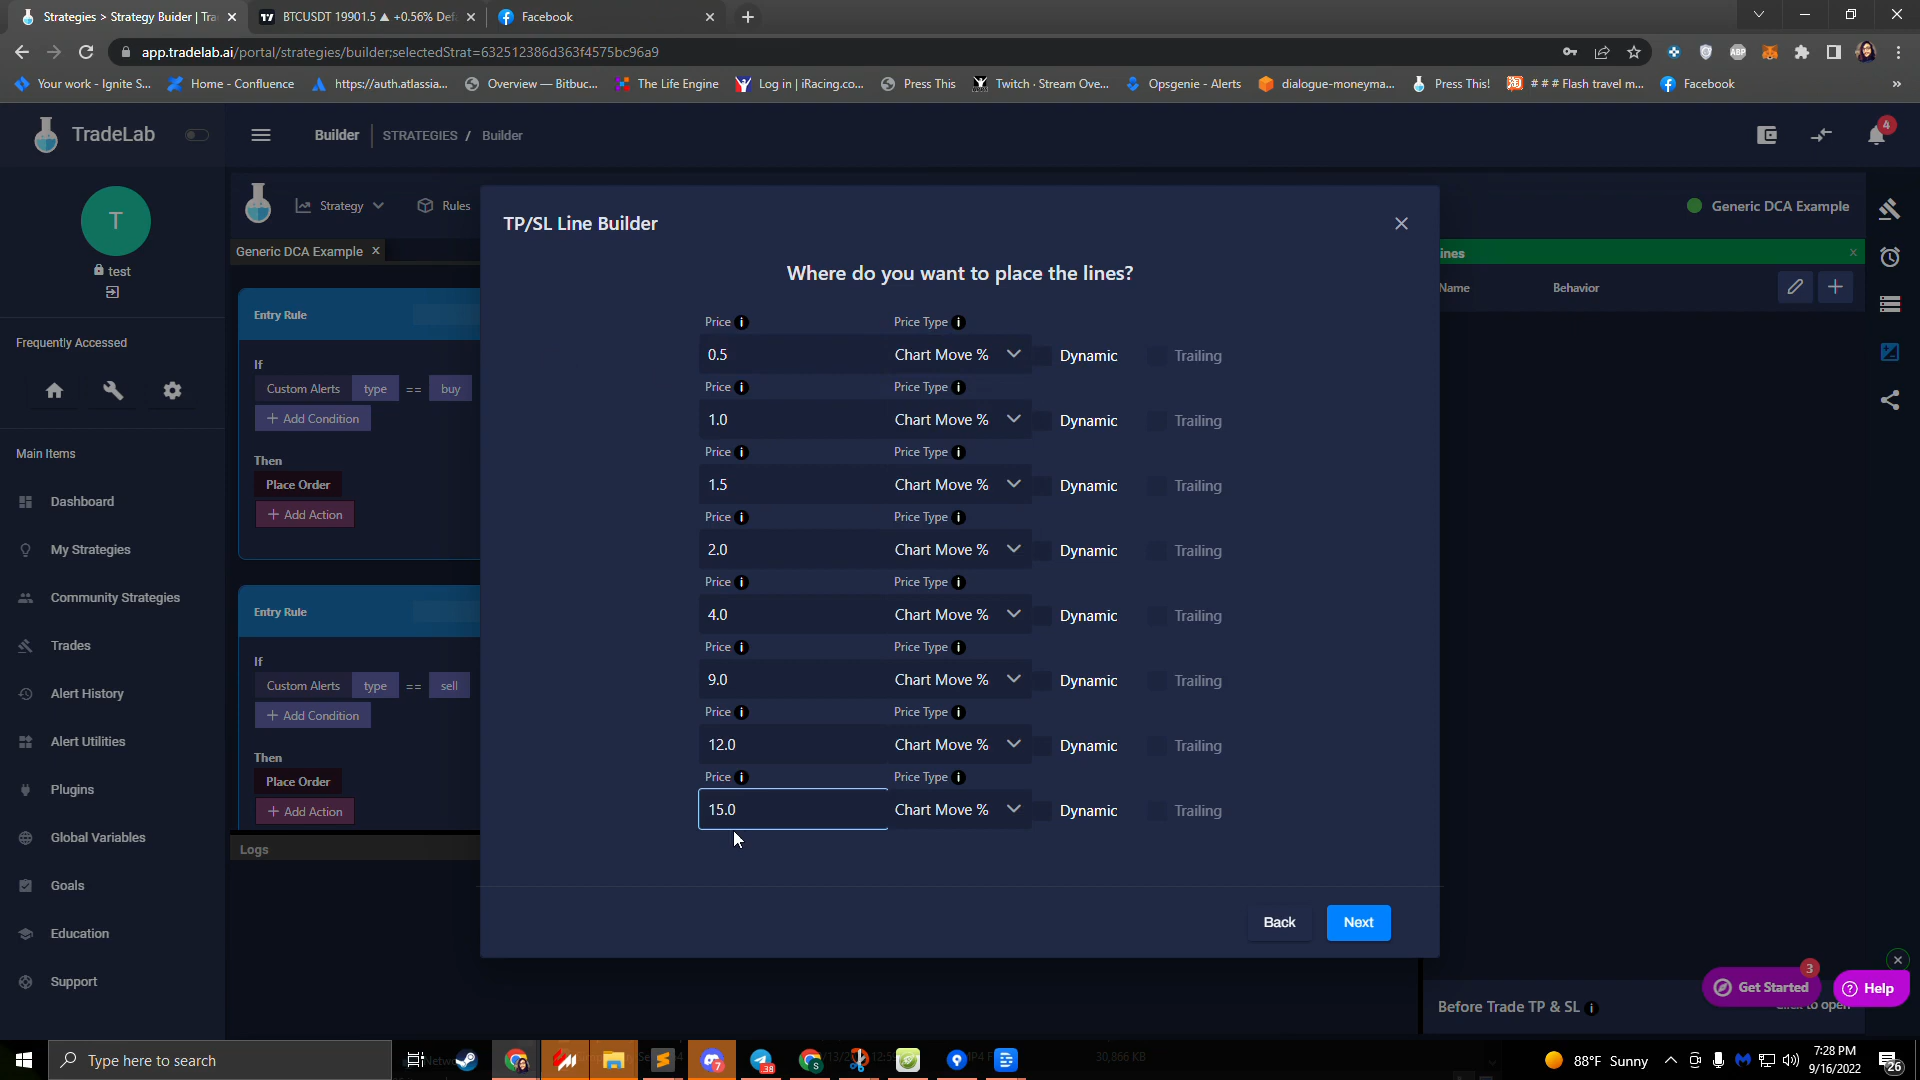 Strategies > Strategy Buider | Tra
BTCUSDT 19901.5 ▲ +0.56% Def
Facebook
app.tradelab.ai/portal/strategies/builder;selectedStrat=632512386d363f4575bc96a9
Your work - Ignite S...
Home - Confluence
https://auth.atlassia...
Overview — Bitbuc...
The Life Engine
Log in | iRacing.co...
Press This
Twitch · Stream Ove...
Opsgenie - Alerts
dialogue-moneyma...
Press This!
# # # Flash travel m...
Facebook
TradeLab
Builder
STRATEGIES / Builder
4
T
test
Frequently Accessed
Main Items
Dashboard
My Strategies
Community Strategies
Trades
Alert History
Alert Utilities
Plugins
Global Variables
Goals
Education
Support
Strategy
Rules
Generic DCA Example
Generic DCA Example ×
Entry Rule
If
Custom Alerts type == buy
+ Add Condition
Then
Place Order
+ Add Action
Entry Rule
If
Custom Alerts type == sell
+ Add Condition
Then
Place Order
+ Add Action
Logs
TP/SL Line Builder
Where do you want to place the lines?
Price Price Type
0.5 Chart Move % Dynamic Trailing
Price Price Type
1.0 Chart Move % Dynamic Trailing
Price Price Type
1.5 Chart Move % Dynamic Trailing
Price Price Type
2.0 Chart Move % Dynamic Trailing
Price Price Type
4.0 Chart Move % Dynamic Trailing
Price Price Type
9.0 Chart Move % Dynamic Trailing
Price Price Type
12.0 Chart Move % Dynamic Trailing
Price Price Type
15.0 Chart Move % Dynamic Trailing
Back Next
ines
Name Behavior
Before Trade TP & SL
Get Started
3
Help
Type here to search
30,866 KB
7
38
88°F Sunny
7:28 PM
9/16/2022
26